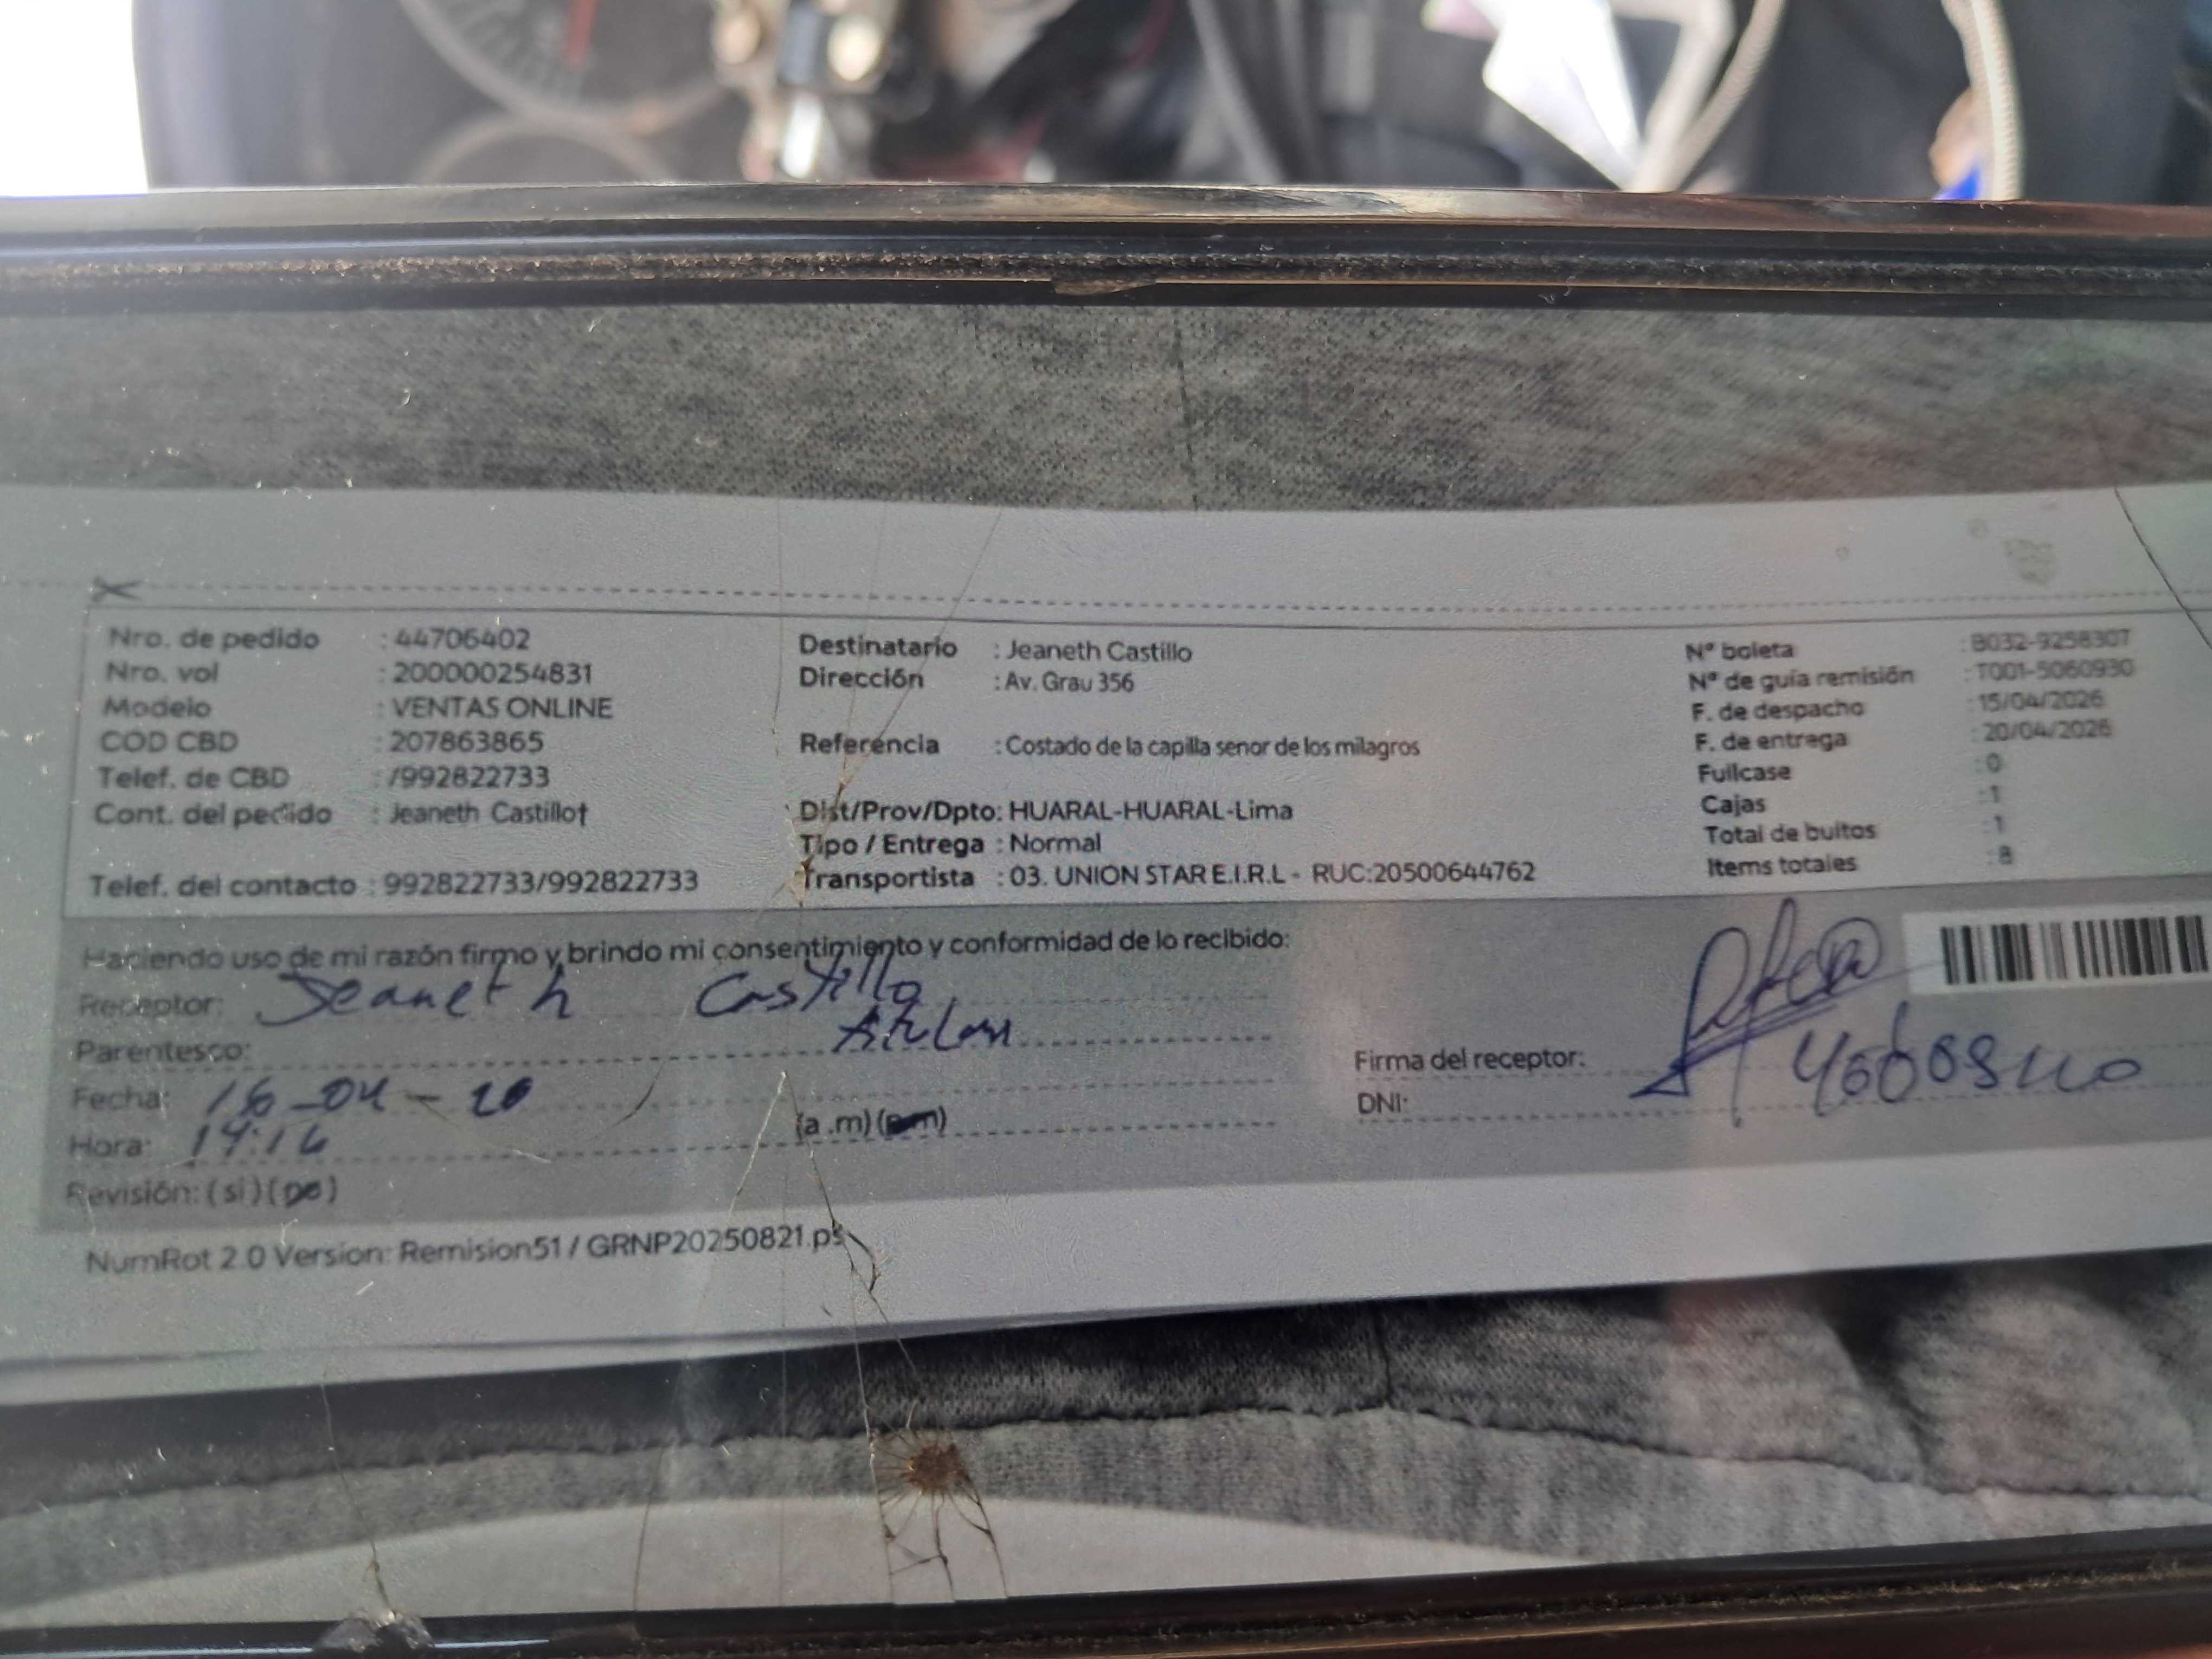 Nro. de pedido : 44706402
Nro. vol : 200000254831
Modelo : VENTAS ONLINE
COD CBD : 207863865
Telef. de CBD : /992822733
Cont. del pedido : Jeaneth Castillo†
Telef. del contacto : 992822733/992822733
Destinatario : Jeaneth Castillo
Dirección : Av. Grau 356
Referencia : Costado de la capilla senor de los milagros
Dist/Prov/Dpto: HUARAL-HUARAL-Lima
Tipo / Entrega : Normal
Transportista : 03. UNION STAR E.I.R.L - RUC:20500644762
Nº boleta : B032-9258307
Nº de guía remisión : T001-5060930
F. de despacho : 15/04/2026
F. de entrega : 20/04/2026
Fullcase : 0
Cajas : 1
Total de bultos : 1
Items totales : 8
Haciendo uso de mi razón firmo y brindo mi consentimiento y conformidad de lo recibido:
Receptor: Jeaneth Castillo
Parentesco:
Fecha: 16-04-
Hora: 14:16 (a .m) (p.m)
Revisión: ( si ) ( no )
Firma del receptor:
DNI:
NumRot 2.0 Version: Remision51 / GRNP20250821.ps